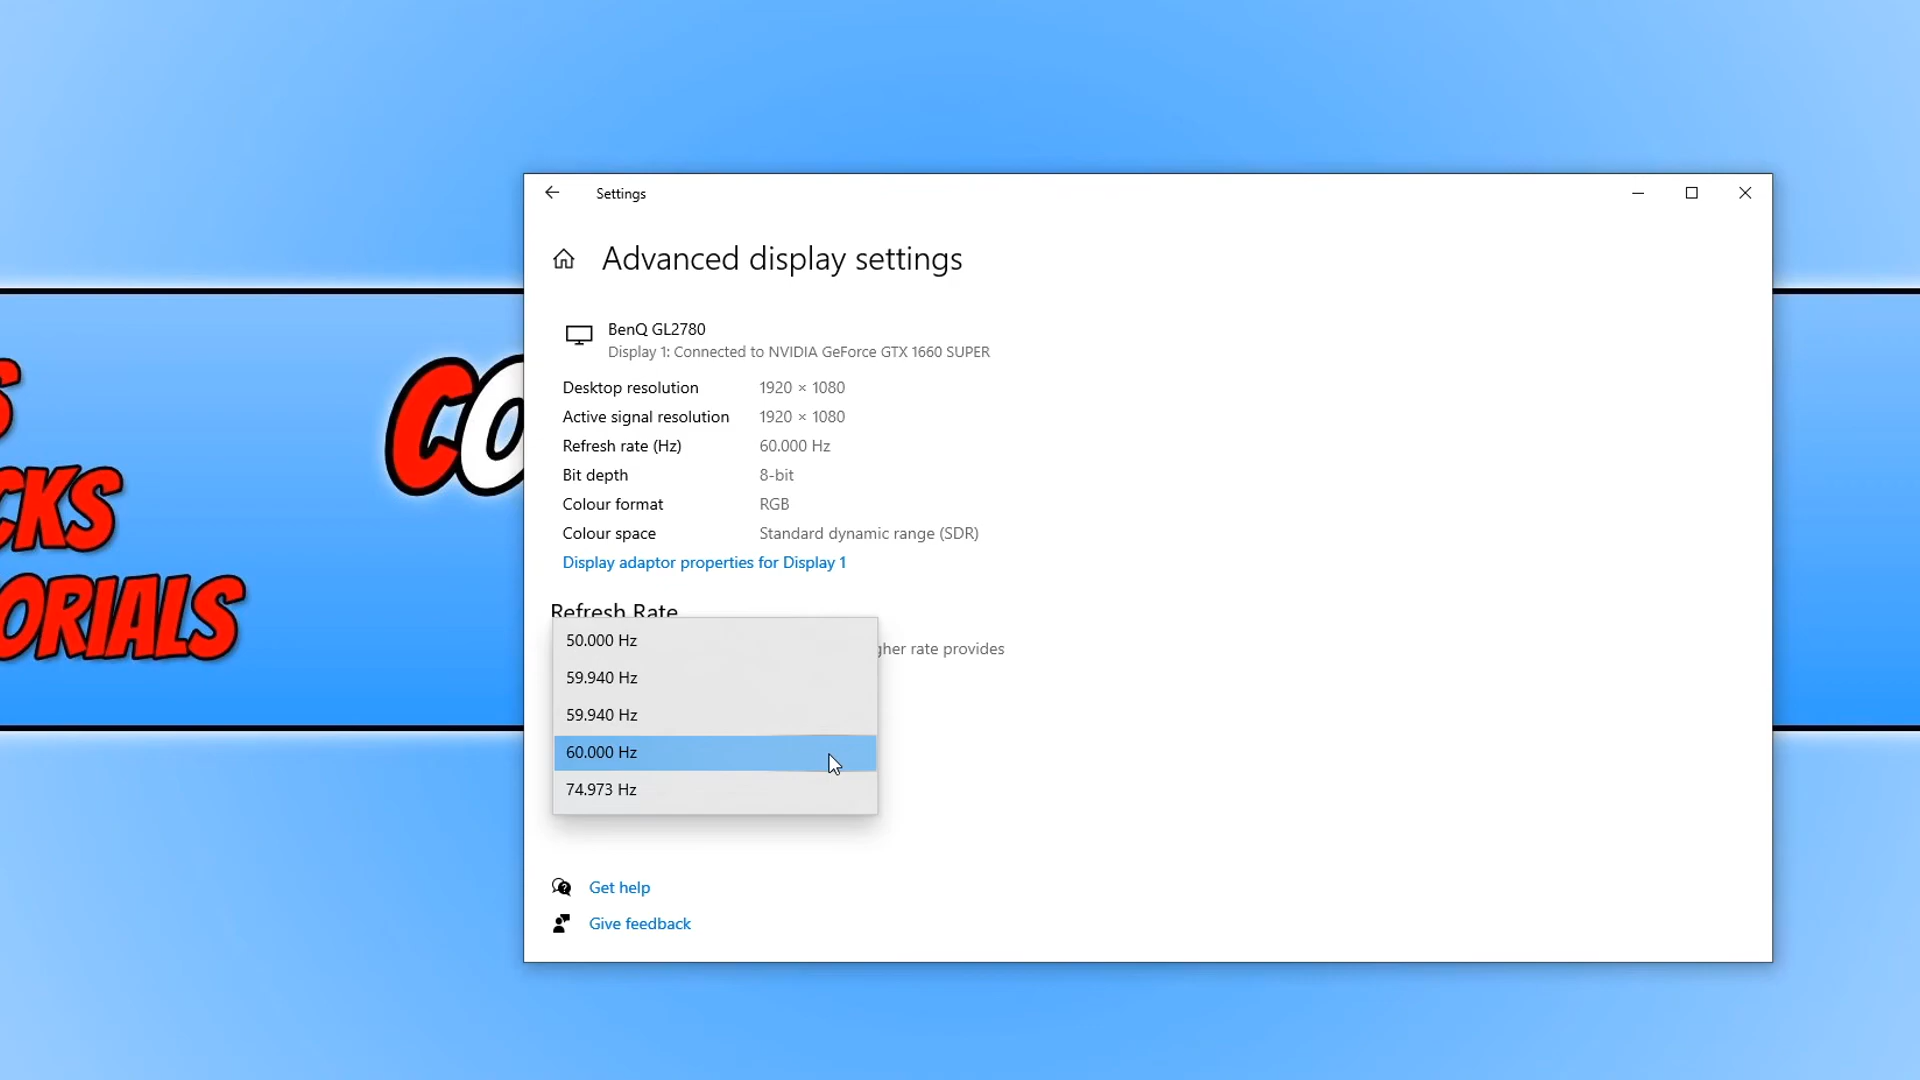 Settings
Advanced display settings
BenQ GL2780
Display 1: Connected to NVIDIA GeForce GTX 1660 SUPER
Desktop resolution 1920 × 1080
Active signal resolution 1920 × 1080
Refresh rate (Hz) 60.000 Hz
Bit depth 8-bit
Colour format RGB
Colour space Standard dynamic range (SDR)
Display adaptor properties for Display 1
Refresh Rate
50.000 Hz
gher rate provides
59.940 Hz
59.940 Hz
60.000 Hz
74.973 Hz
Get help
Give feedback
CO
S
CKS
ORIALS